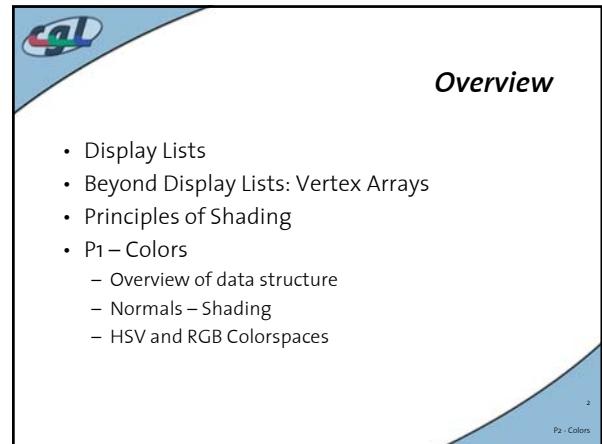 cgl
Overview
• Display Lists
• Beyond Display Lists: Vertex Arrays
• Principles of Shading
• P1 – Colors
– Overview of data structure
– Normals – Shading
– HSV and RGB Colorspaces
2
P2 - Colors